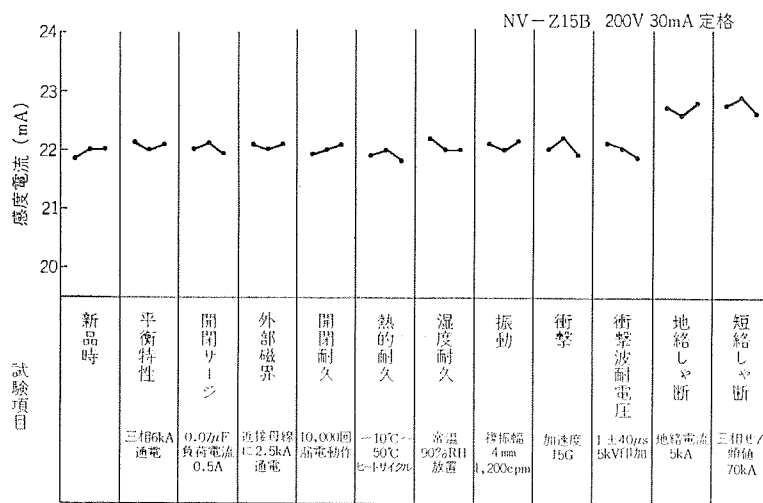 NV-Z15B 200V 30mA 定格
24
23
22
21
20
感度電流 (mA)
試験項目
新品時
平衡特性
三相6kA
通電
開閉サージ
0.07μF
負荷電流
0.5A
外部磁界
近接母線
に2.5kA
通電
開閉耐久
10,000回
漏電動作
熱的耐久
-10℃~
50℃
ヒートサイクル
湿度耐久
常温
90%RH
放置
振動
複振幅
4mm
1,200cpm
衝撃
加速度
15G
衝撃波耐電圧
1±40μs
5kV印加
地絡しゃ断
地絡電流
5kA
短絡しゃ断
三相
70kA